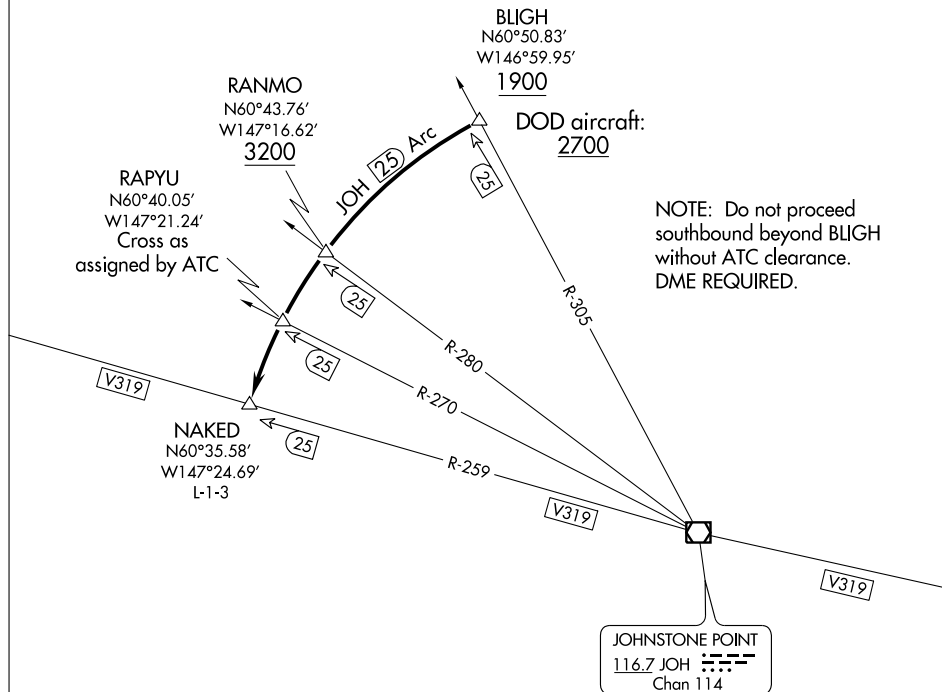 BLIGH
N60°50.83’
W146°59.95’
1900
DOD aircraft:
2700
RANMO
N60°43.76’
W147°16.62’
3200
JOH 25 Arc
25
RAPYU
N60°40.05’
W147°21.24’
Cross as
assigned by ATC
NOTE: Do not proceed
southbound beyond BLIGH
without ATC clearance.
DME REQUIRED.
25
R-305
25
R-280
R-270
V319
NAKED
N60°35.58’
W147°24.69’
L-1-3
25
R-259
V319
V319
JOHNSTONE POINT
116.7 JOH
Chan 114